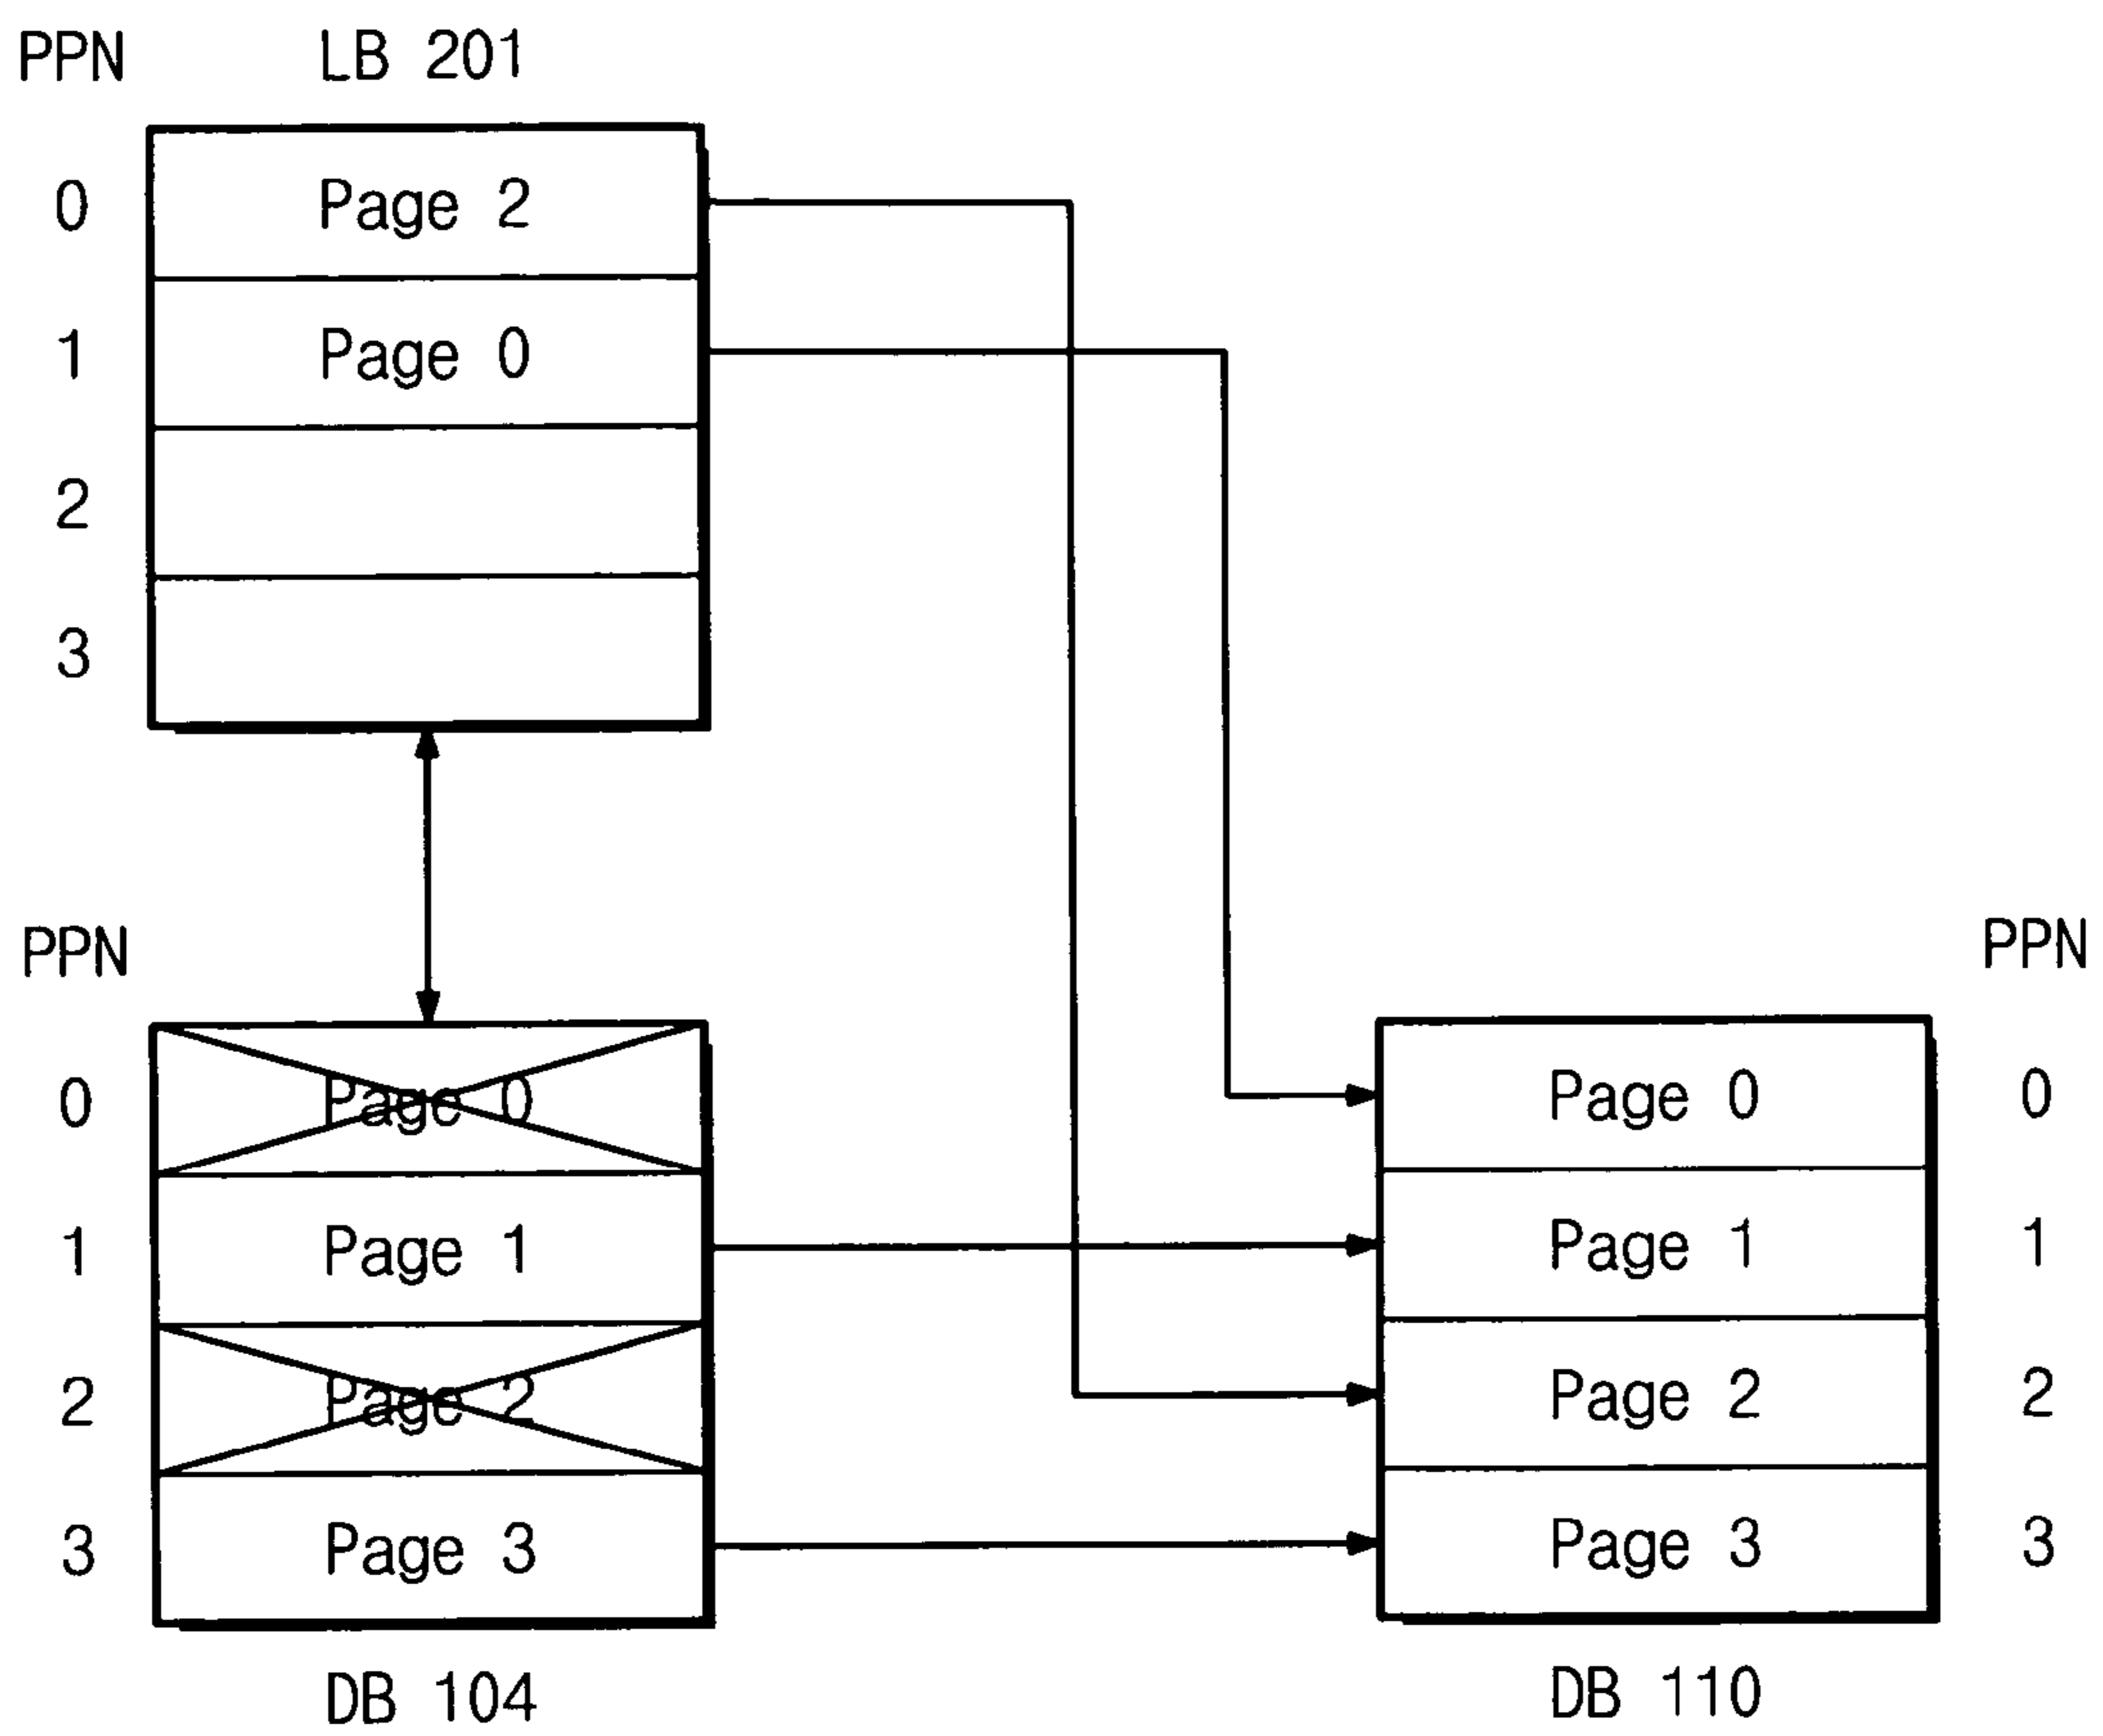 PPN LB 201
0 Page 2
1 Page 0
2
3
PPN PPN
0 Page 0 Page 0 0
1 Page 1 Page 1 1
2 Page 2 Page 2 2
3 Page 3 Page 3 3
DB 104 DB 110